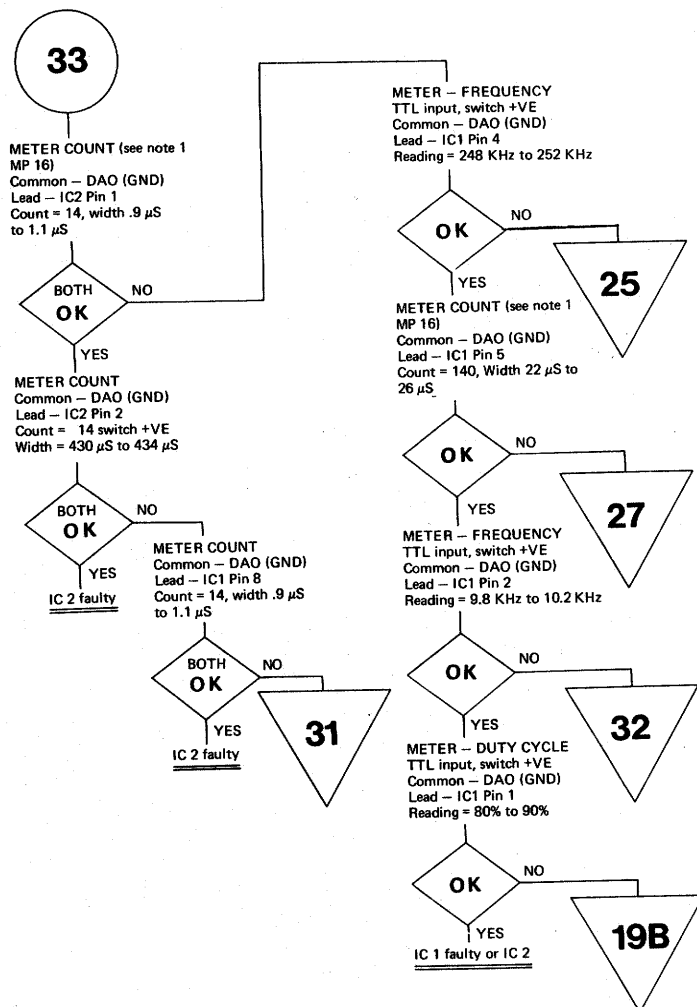 33
METER COUNT (see note 1
MP 16)
Common – DAO (GND)
Lead – IC2 Pin 1
Count = 14, width .9 µS
to 1.1 µS
BOTH
OK
NO
YES
METER COUNT
Common – DAO (GND)
Lead – IC2 Pin 2
Count = 14 switch +VE
Width = 430 µS to 434 µS
BOTH
OK
NO
YES
IC 2 faulty
METER COUNT
Common – DAO (GND)
Lead – IC1 Pin 8
Count = 14, width .9 µS
to 1.1 µS
BOTH
OK
NO
YES
IC 2 faulty
31
METER – FREQUENCY
TTL input, switch +VE
Common – DAO (GND)
Lead – IC1 Pin 4
Reading = 248 KHz to 252 KHz
OK
NO
25
YES
METER COUNT (see note 1
MP 16)
Common – DAO (GND)
Lead – IC1 Pin 5
Count = 140, Width 22 µS to
26 µS
OK
NO
27
YES
METER – FREQUENCY
TTL input, switch +VE
Common – DAO (GND)
Lead – IC1 Pin 2
Reading = 9.8 KHz to 10.2 KHz
OK
NO
32
YES
METER – DUTY CYCLE
TTL input, switch +VE
Common – DAO (GND)
Lead – IC1 Pin 1
Reading = 80% to 90%
OK
NO
19B
YES
IC 1 faulty or IC 2